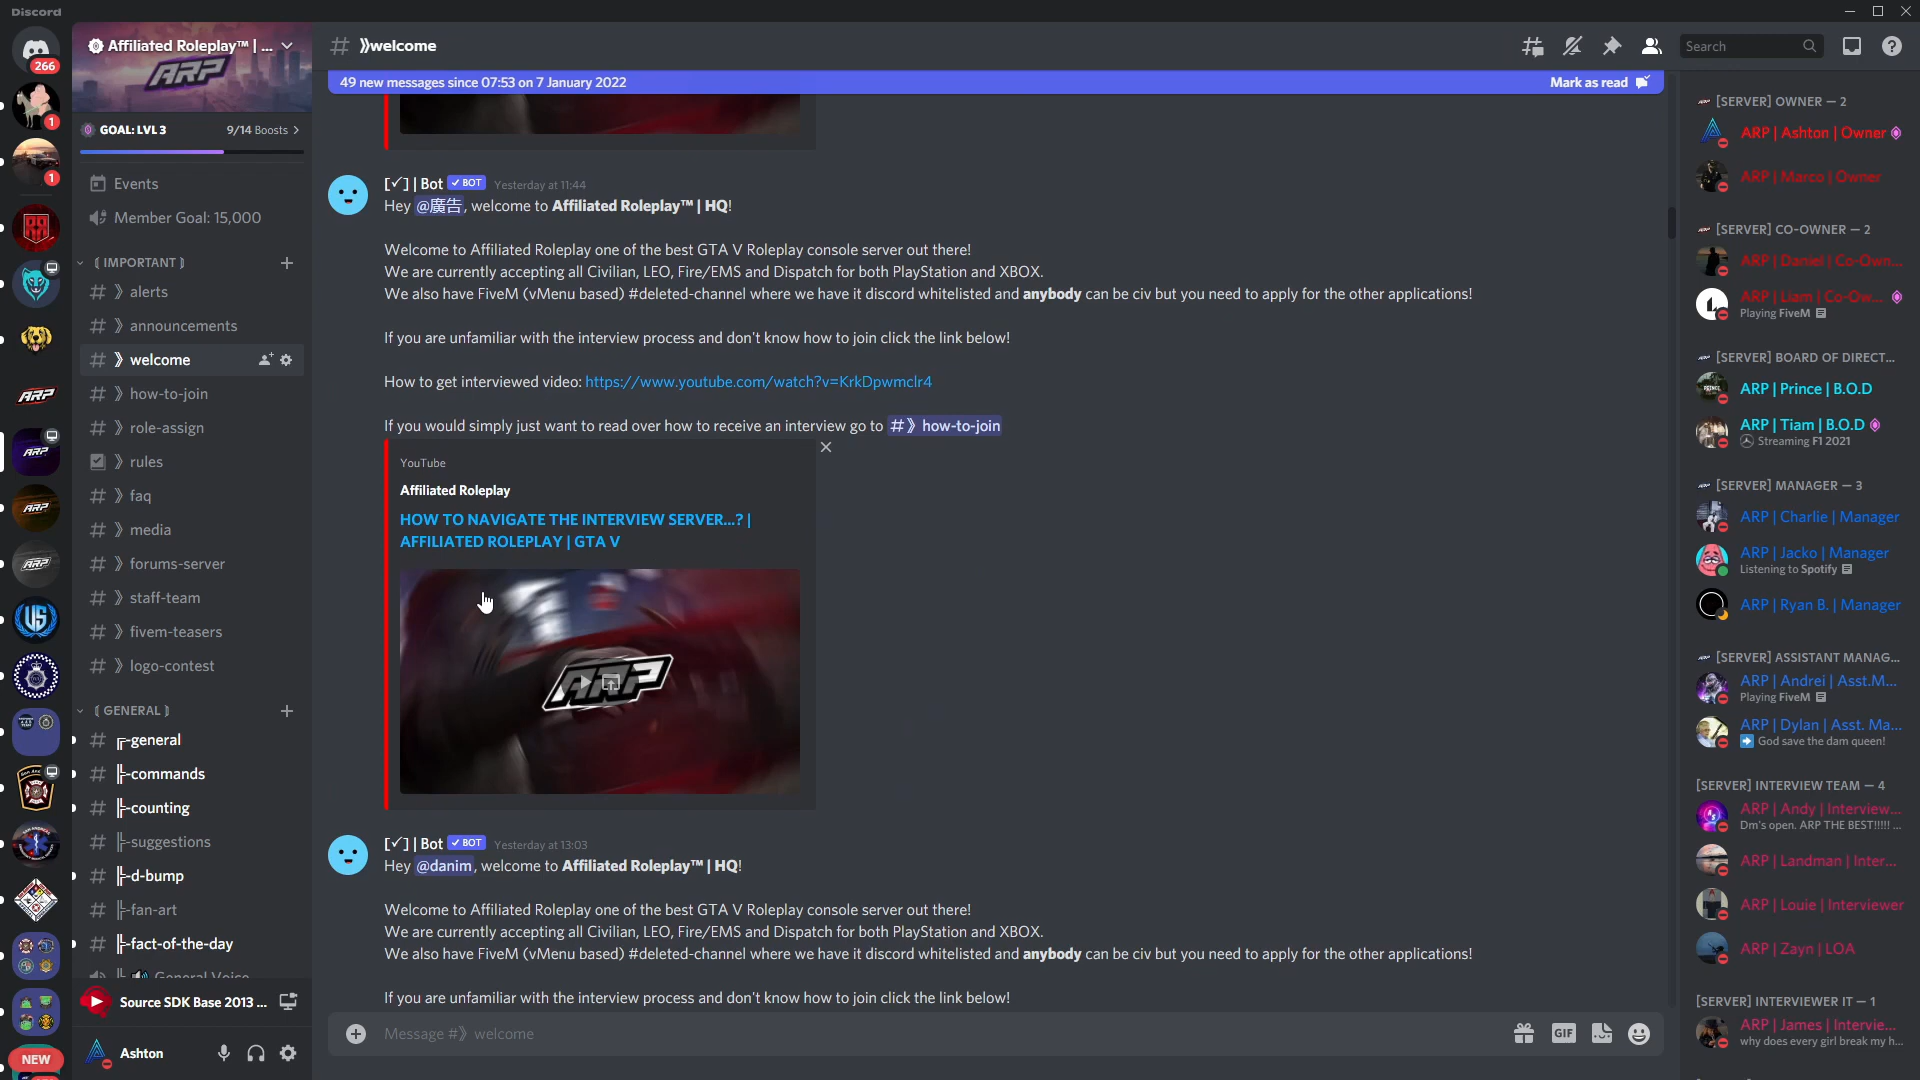 Discord
266
1
1
NEW
Affiliated Roleplay™ | ...
ARP
GOAL: LVL 3
9/14 Boosts
Events
Member Goal: 15,000
⟬ IMPORTANT ⟭
》 alerts
》 announcements
》 welcome
》 how-to-join
》 role-assign
》 rules
》 faq
》 media
》 forums-server
》 staff-team
》 fivem-teasers
》 logo-contest
⟬ GENERAL ⟭
╔-general
╠-commands
╠-counting
╠-suggestions
╠-d-bump
╠-fan-art
╠-fact-of-the-day
General Voice
Source SDK Base 2013 ...
Ashton
# 》welcome
Search
49 new messages since 07:53 on 7 January 2022
Mark as read
[✓] | Bot ✓ BOT Yesterday at 11:44
Hey @廣告, welcome to Affiliated Roleplay™ | HQ!
Welcome to Affiliated Roleplay one of the best GTA V Roleplay console server out there!
We are currently accepting all Civilian, LEO, Fire/EMS and Dispatch for both PlayStation and XBOX.
We also have FiveM (vMenu based) #deleted-channel where we have it discord whitelisted and anybody can be civ but you need to apply for the other applications!
If you are unfamiliar with the interview process and don't know how to join click the link below!
How to get interviewed video: https://www.youtube.com/watch?v=KrkDpwmclr4
If you would simply just want to read over how to receive an interview go to #》 how-to-join
YouTube
Affiliated Roleplay
HOW TO NAVIGATE THE INTERVIEW SERVER...? |
AFFILIATED ROLEPLAY | GTA V
ARP
[✓] | Bot ✓ BOT Yesterday at 13:03
Hey @danim, welcome to Affiliated Roleplay™ | HQ!
Welcome to Affiliated Roleplay one of the best GTA V Roleplay console server out there!
We are currently accepting all Civilian, LEO, Fire/EMS and Dispatch for both PlayStation and XBOX.
We also have FiveM (vMenu based) #deleted-channel where we have it discord whitelisted and anybody can be civ but you need to apply for the other applications!
If you are unfamiliar with the interview process and don't know how to join click the link below!
Message #》 welcome
GIF
[SERVER] OWNER — 2
ARP | Ashton | Owner
ARP | Marco | Owner
[SERVER] CO-OWNER — 2
ARP | Daniel | Co-Own...
ARP | Liam | Co-Ow...
Playing FiveM
[SERVER] BOARD OF DIRECT...
ARP | Prince | B.O.D
ARP | Tiam | B.O.D
Streaming F1 2021
[SERVER] MANAGER — 3
ARP | Charlie | Manager
ARP | Jacko | Manager
Listening to Spotify
ARP | Ryan B. | Manager
[SERVER] ASSISTANT MANAG...
ARP | Andrei | Asst.M...
Playing FiveM
ARP | Dylan | Asst. Ma...
God save the dam queen!
[SERVER] INTERVIEW TEAM — 4
ARP | Andy | Interview...
Dm's open. ARP THE BEST!!!!! ...
ARP | Landman | Inter...
ARP | Louie | Interviewer
ARP | Zayn | LOA
[SERVER] INTERVIEWER IT — 1
ARP | James | Intervie...
why does every girl break my h...